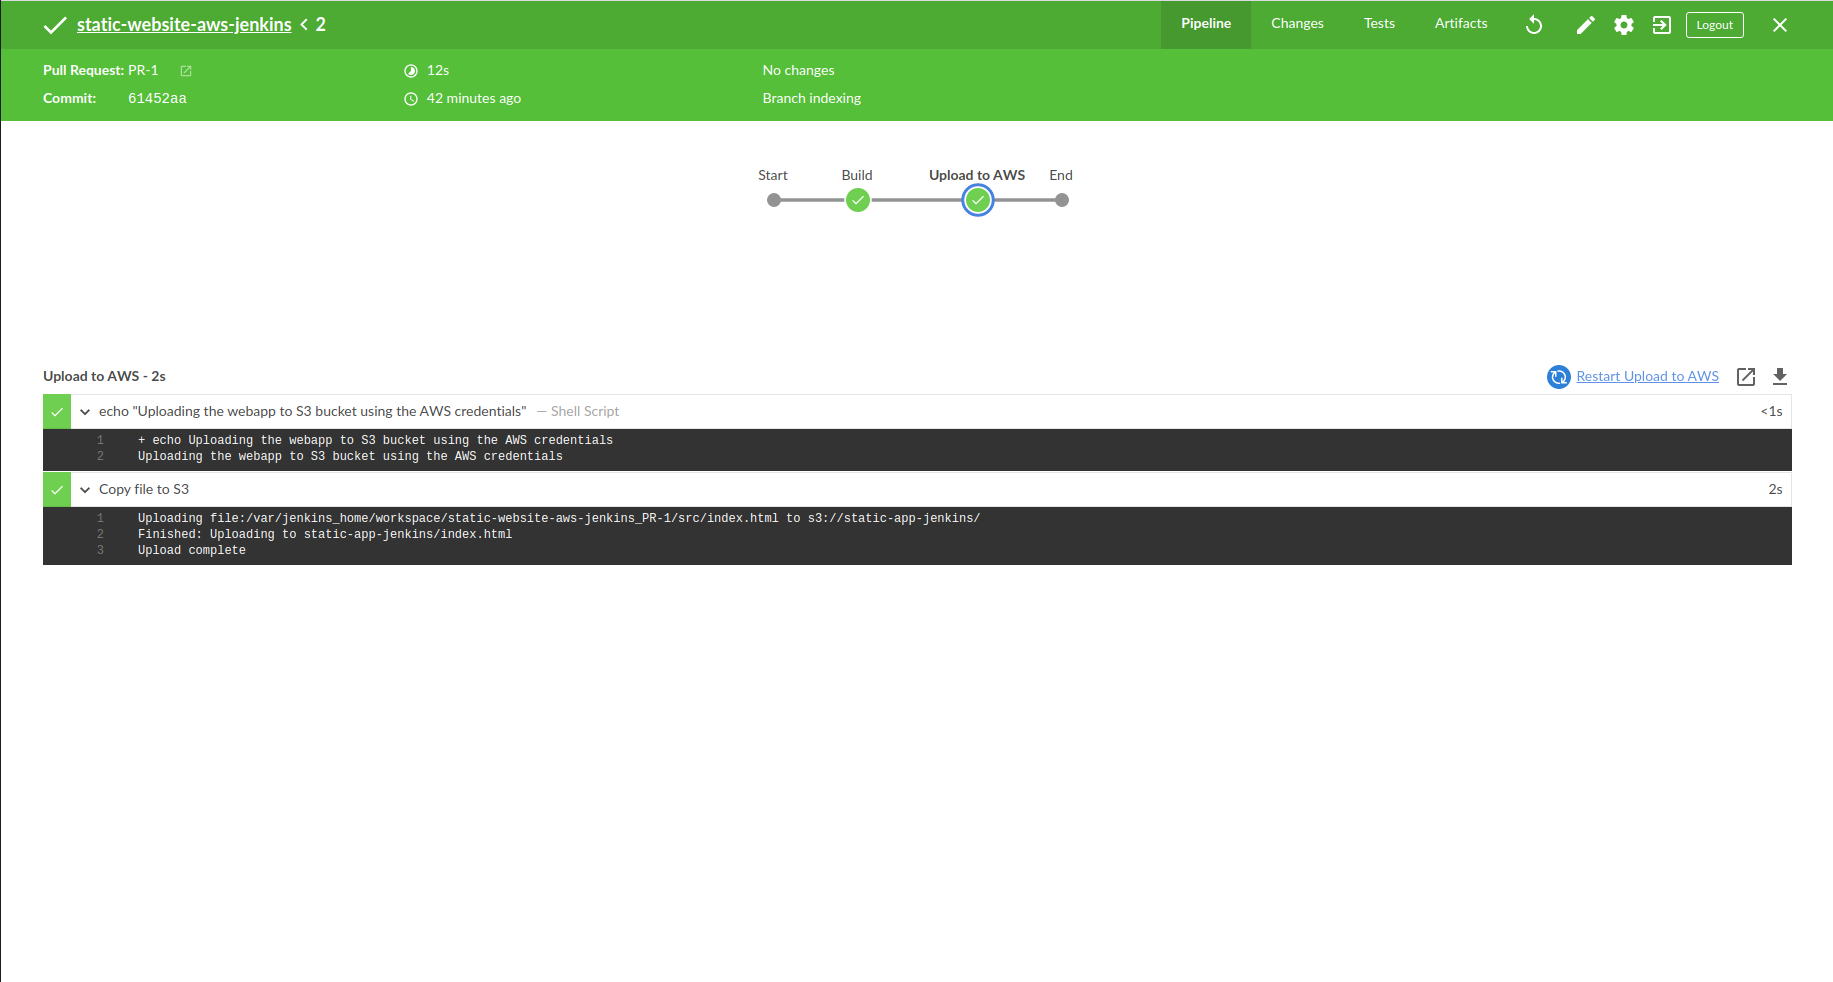 static-website-aws-jenkins < 2
Pipeline Changes Tests Artifacts Logout
Pull Request: PR-1 12s No changes
Commit: 61452aa 42 minutes ago Branch indexing
Start Build Upload to AWS End
Upload to AWS - 2s Restart Upload to AWS
echo "Uploading the webapp to S3 bucket using the AWS credentials" — Shell Script <1s
1 + echo Uploading the webapp to S3 bucket using the AWS credentials
2 Uploading the webapp to S3 bucket using the AWS credentials
Copy file to S3 2s
1 Uploading file:/var/jenkins_home/workspace/static-website-aws-jenkins_PR-1/src/index.html to s3://static-app-jenkins/
2 Finished: Uploading to static-app-jenkins/index.html
3 Upload complete